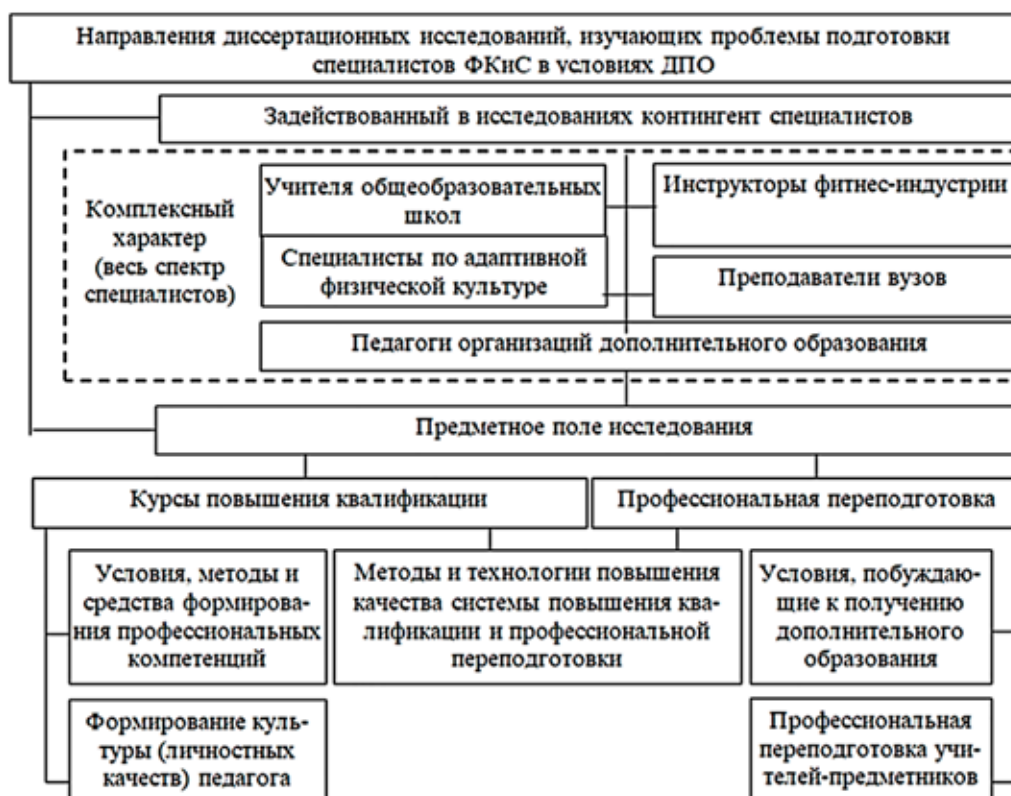 Направления диссертационных исследований, изучающих проблемы подготовки
специалистов ФКиС в условиях ДПО
Задействованный в исследованиях контингент специалистов
Комплексный
характер
(весь спектр
специалистов)
Учителя общеобразовательных
школ
Инструкторы фитнес-индустрии
Специалисты по адаптивной
физической культуре
Преподаватели вузов
Педагоги организаций дополнительного образования
Предметное поле исследования
Курсы повышения квалификации
Профессиональная переподготовка
Условия, методы и
средства формирова-
ния профессиональных
компетенций
Методы и технологии повышения
качества системы повышения ква-
лификации и профессиональной
переподготовки
Условия, побуждаю-
щие к получению
дополнительного
образования
Формирование куль-
туры (личностных
качеств) педагога
Профессиональная
переподготовка учи-
телей-предметников